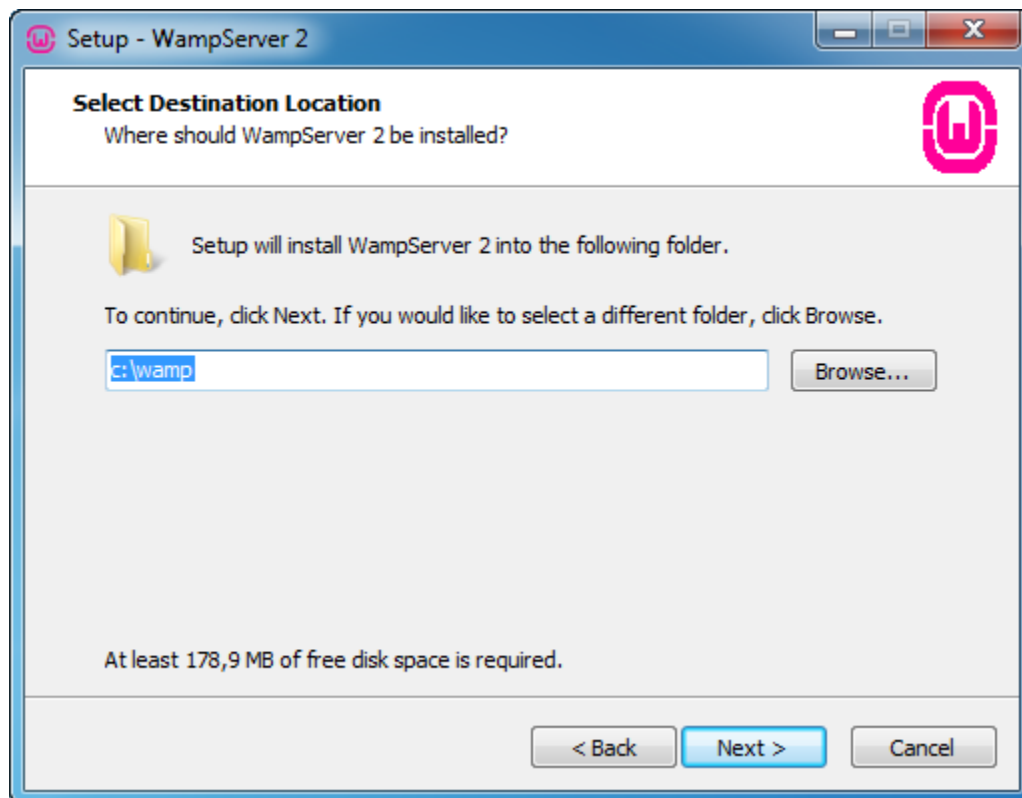 Setup - WampServer 2
Select Destination Location
Where should WampServer 2 be installed?
Setup will install WampServer 2 into the following folder.
To continue, click Next. If you would like to select a different folder, click Browse.
c:\wamp
Browse...
At least 178,9 MB of free disk space is required.
< Back
Next >
Cancel